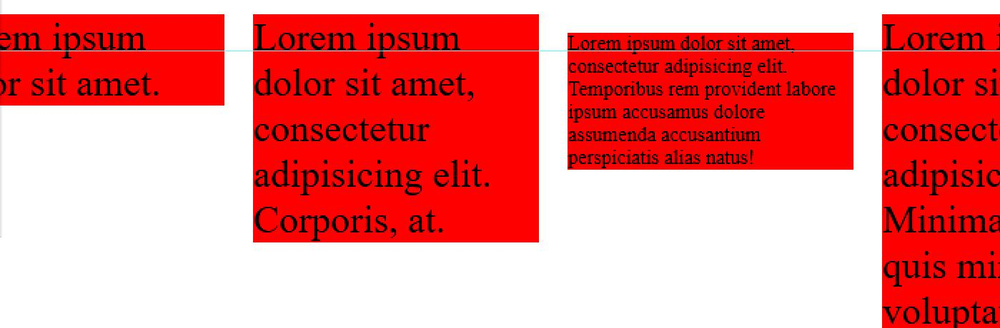 em ipsum
or sit amet.
Lorem ipsum
dolor sit amet,
consectetur
adipisicing elit.
Corporis, at.
Lorem ipsum dolor sit amet,
consectetur adipisicing elit.
Temporibus rem provident labore
ipsum accusamus dolore
assumenda accusantium
perspiciatis alias natus!
Lorem i
dolor si
consect
adipisic
Minima
quis mi
volupta